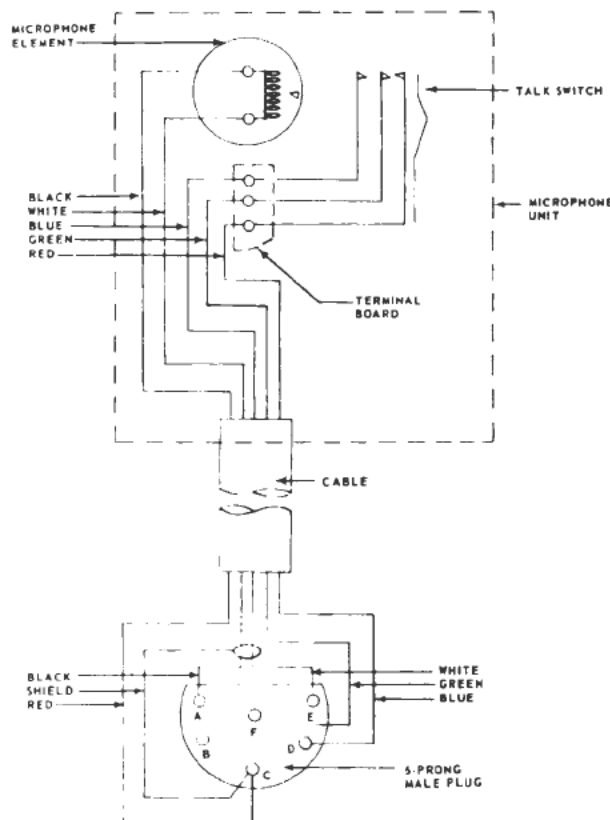 MICROPHONE
ELEMENT
TALK SWITCH
BLACK
WHITE
BLUE
GREEN
RED
MICROPHONE
UNIT
TERMINAL
BOARD
CABLE
BLACK
SHIELD
RED
WHITE
GREEN
BLUE
A
E
F
B
D
C
5-PRONG
MALE PLUG